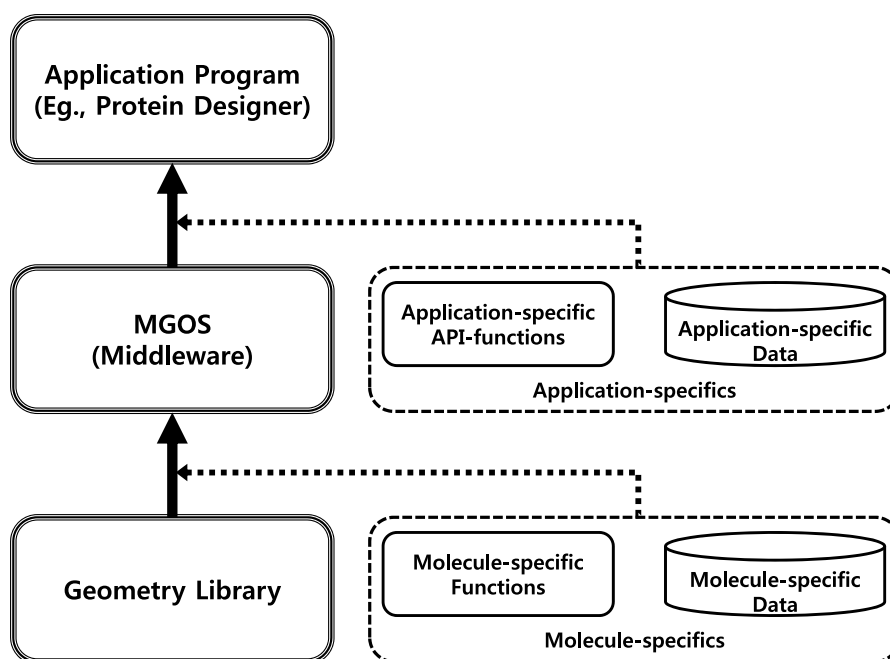 Application Program
(Eg., Protein Designer)
MGOS
(Middleware)
Application-specific
API-functions
Application-specific
Data
Application-specifics
Geometry Library
Molecule-specific
Functions
Molecule-specific
Data
Molecule-specifics